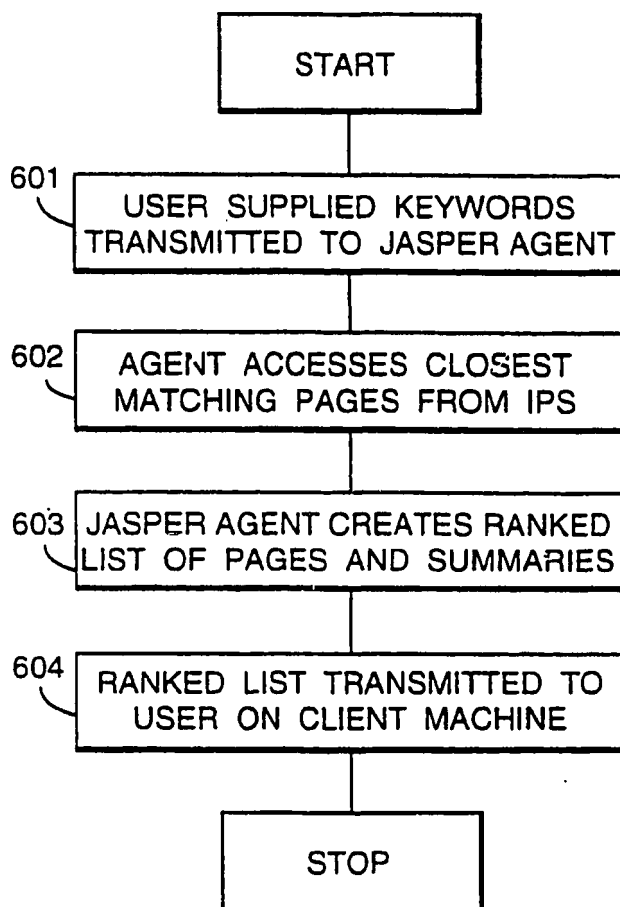 START
601
USER SUPPLIED KEYWORDS
TRANSMITTED TO JASPER AGENT
602
AGENT ACCESSES CLOSEST
MATCHING PAGES FROM IPS
603
JASPER AGENT CREATES RANKED
LIST OF PAGES AND SUMMARIES
604
RANKED LIST TRANSMITTED TO
USER ON CLIENT MACHINE
STOP